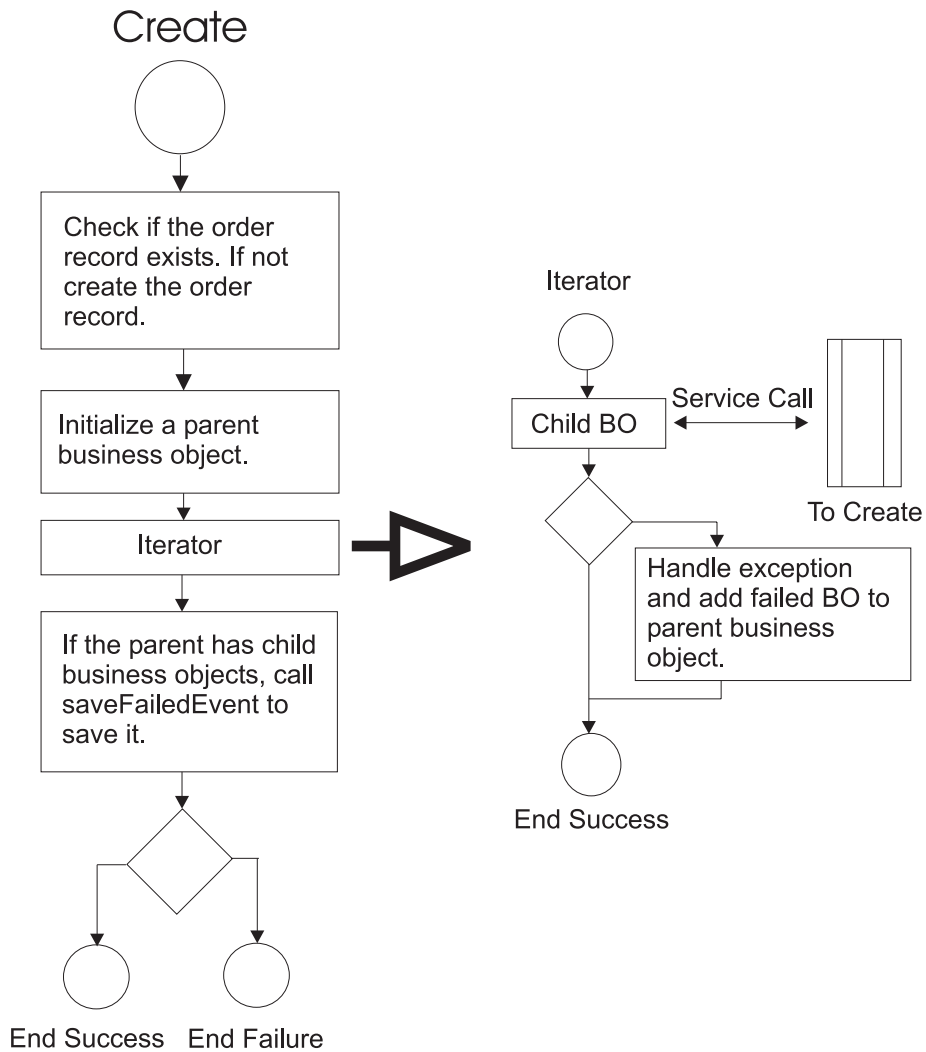 Create
Check if the order
record exists. If not
create the order
record.
Initialize a parent
business object.
Iterator
If the parent has child
business objects, call
saveFailedEvent to
save it.
End Success
End Failure
Iterator
Child BO
Service Call
To Create
Handle exception
and add failed BO to
parent business
object.
End Success